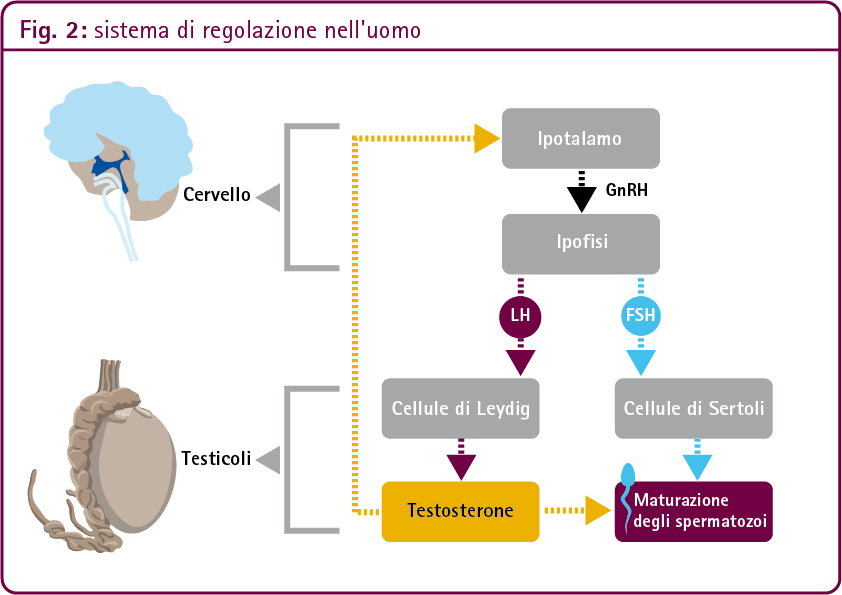 Fig. 2: sistema di regolazione nell'uomo
Ipotalamo
GnRH
Cervello
Ipofisi
LH
FSH
Cellule di Leydig
Cellule di Sertoli
Testicoli
Testosterone
Maturazione
degli spermatozoi